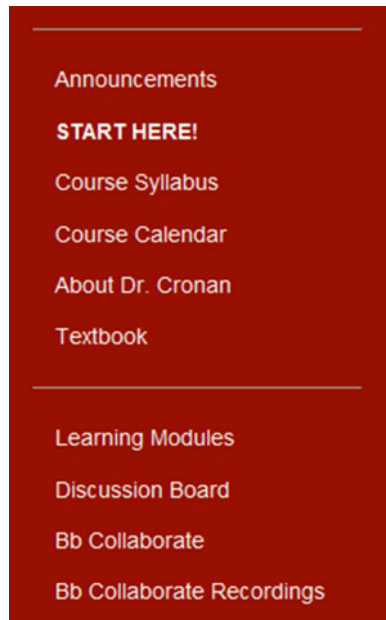 Announcements
START HERE!
Course Syllabus
Course Calendar
About Dr. Cronan
Textbook
Learning Modules
Discussion Board
Bb Collaborate
Bb Collaborate Recordings